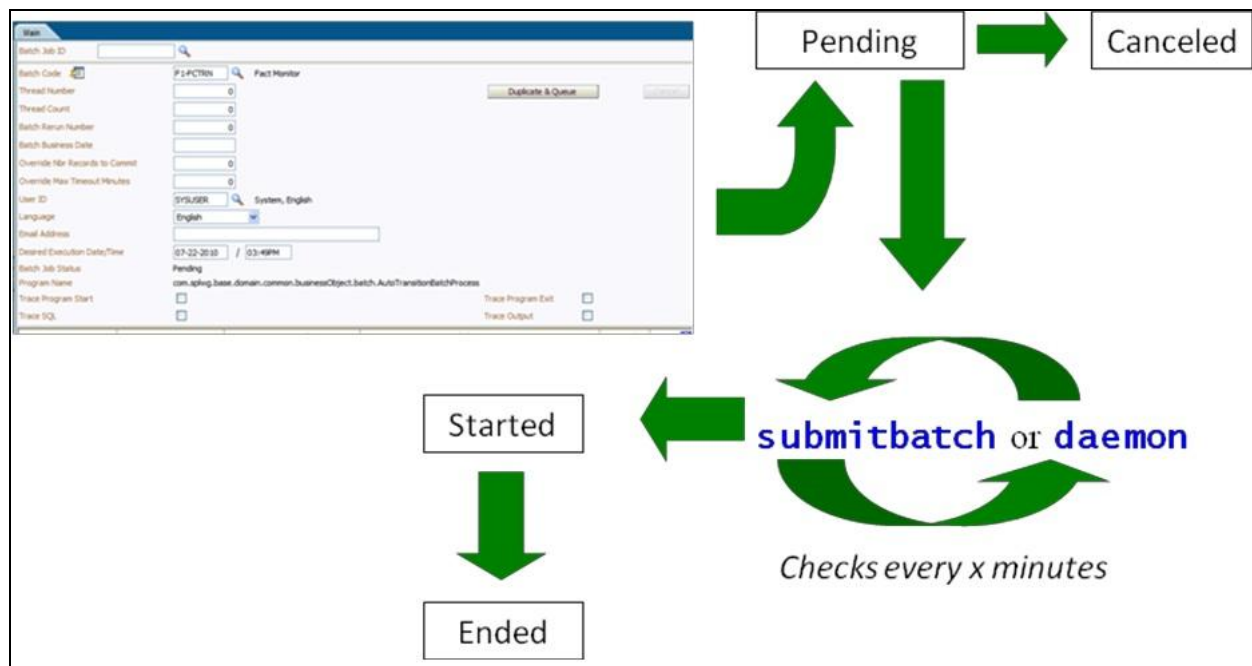 Main
Batch Job ID
Batch Code F1-FCTRN Fact Monitor
Thread Number 0 Duplicate & Queue Cancel
Thread Count 0
Batch Rerun Number 0
Batch Business Date
Override Nbr Records to Commit 0
Override Max Timeout Minutes 0
User ID SYSUSER System, English
Language English
Email Address
Desired Execution Date/Time 07-22-2010 / 03:49PM
Batch Job Status Pending
Program Name com.splwg.base.domain.common.businessObject.batch.AutoTransitionBatchProcess
Trace Program Start Trace Program Exit
Trace SQL Trace Output
Pending
Canceled
submitbatch or daemon
Checks every x minutes
Started
Ended